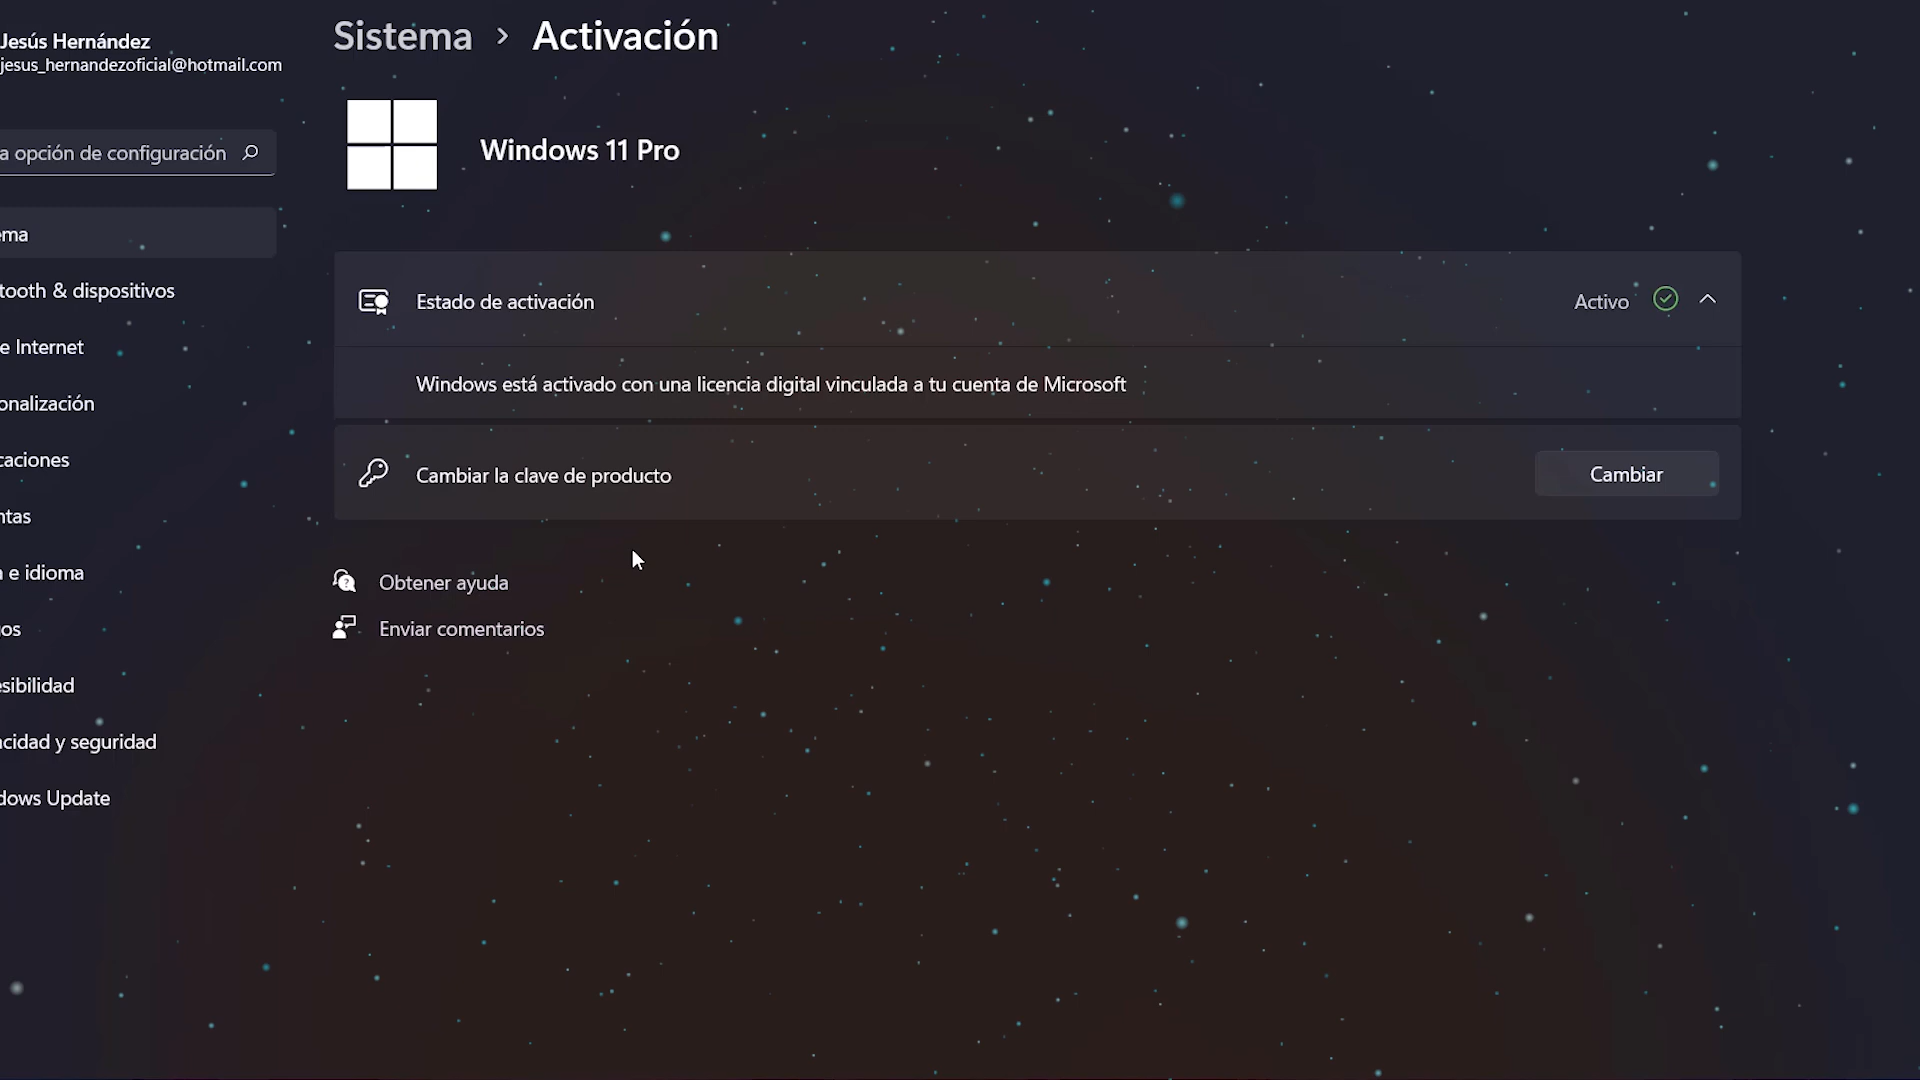 Jesús Hernández
jesus_hernandezoficial@hotmail.com
a opción de configuración
ema
tooth & dispositivos
e Internet
onalización
caciones
ntas
a e idioma
os
esibilidad
acidad y seguridad
dows Update
Sistema > Activación
Windows 11 Pro
Estado de activación
Activo
Windows está activado con una licencia digital vinculada a tu cuenta de Microsoft
Cambiar la clave de producto
Cambiar
Obtener ayuda
Enviar comentarios